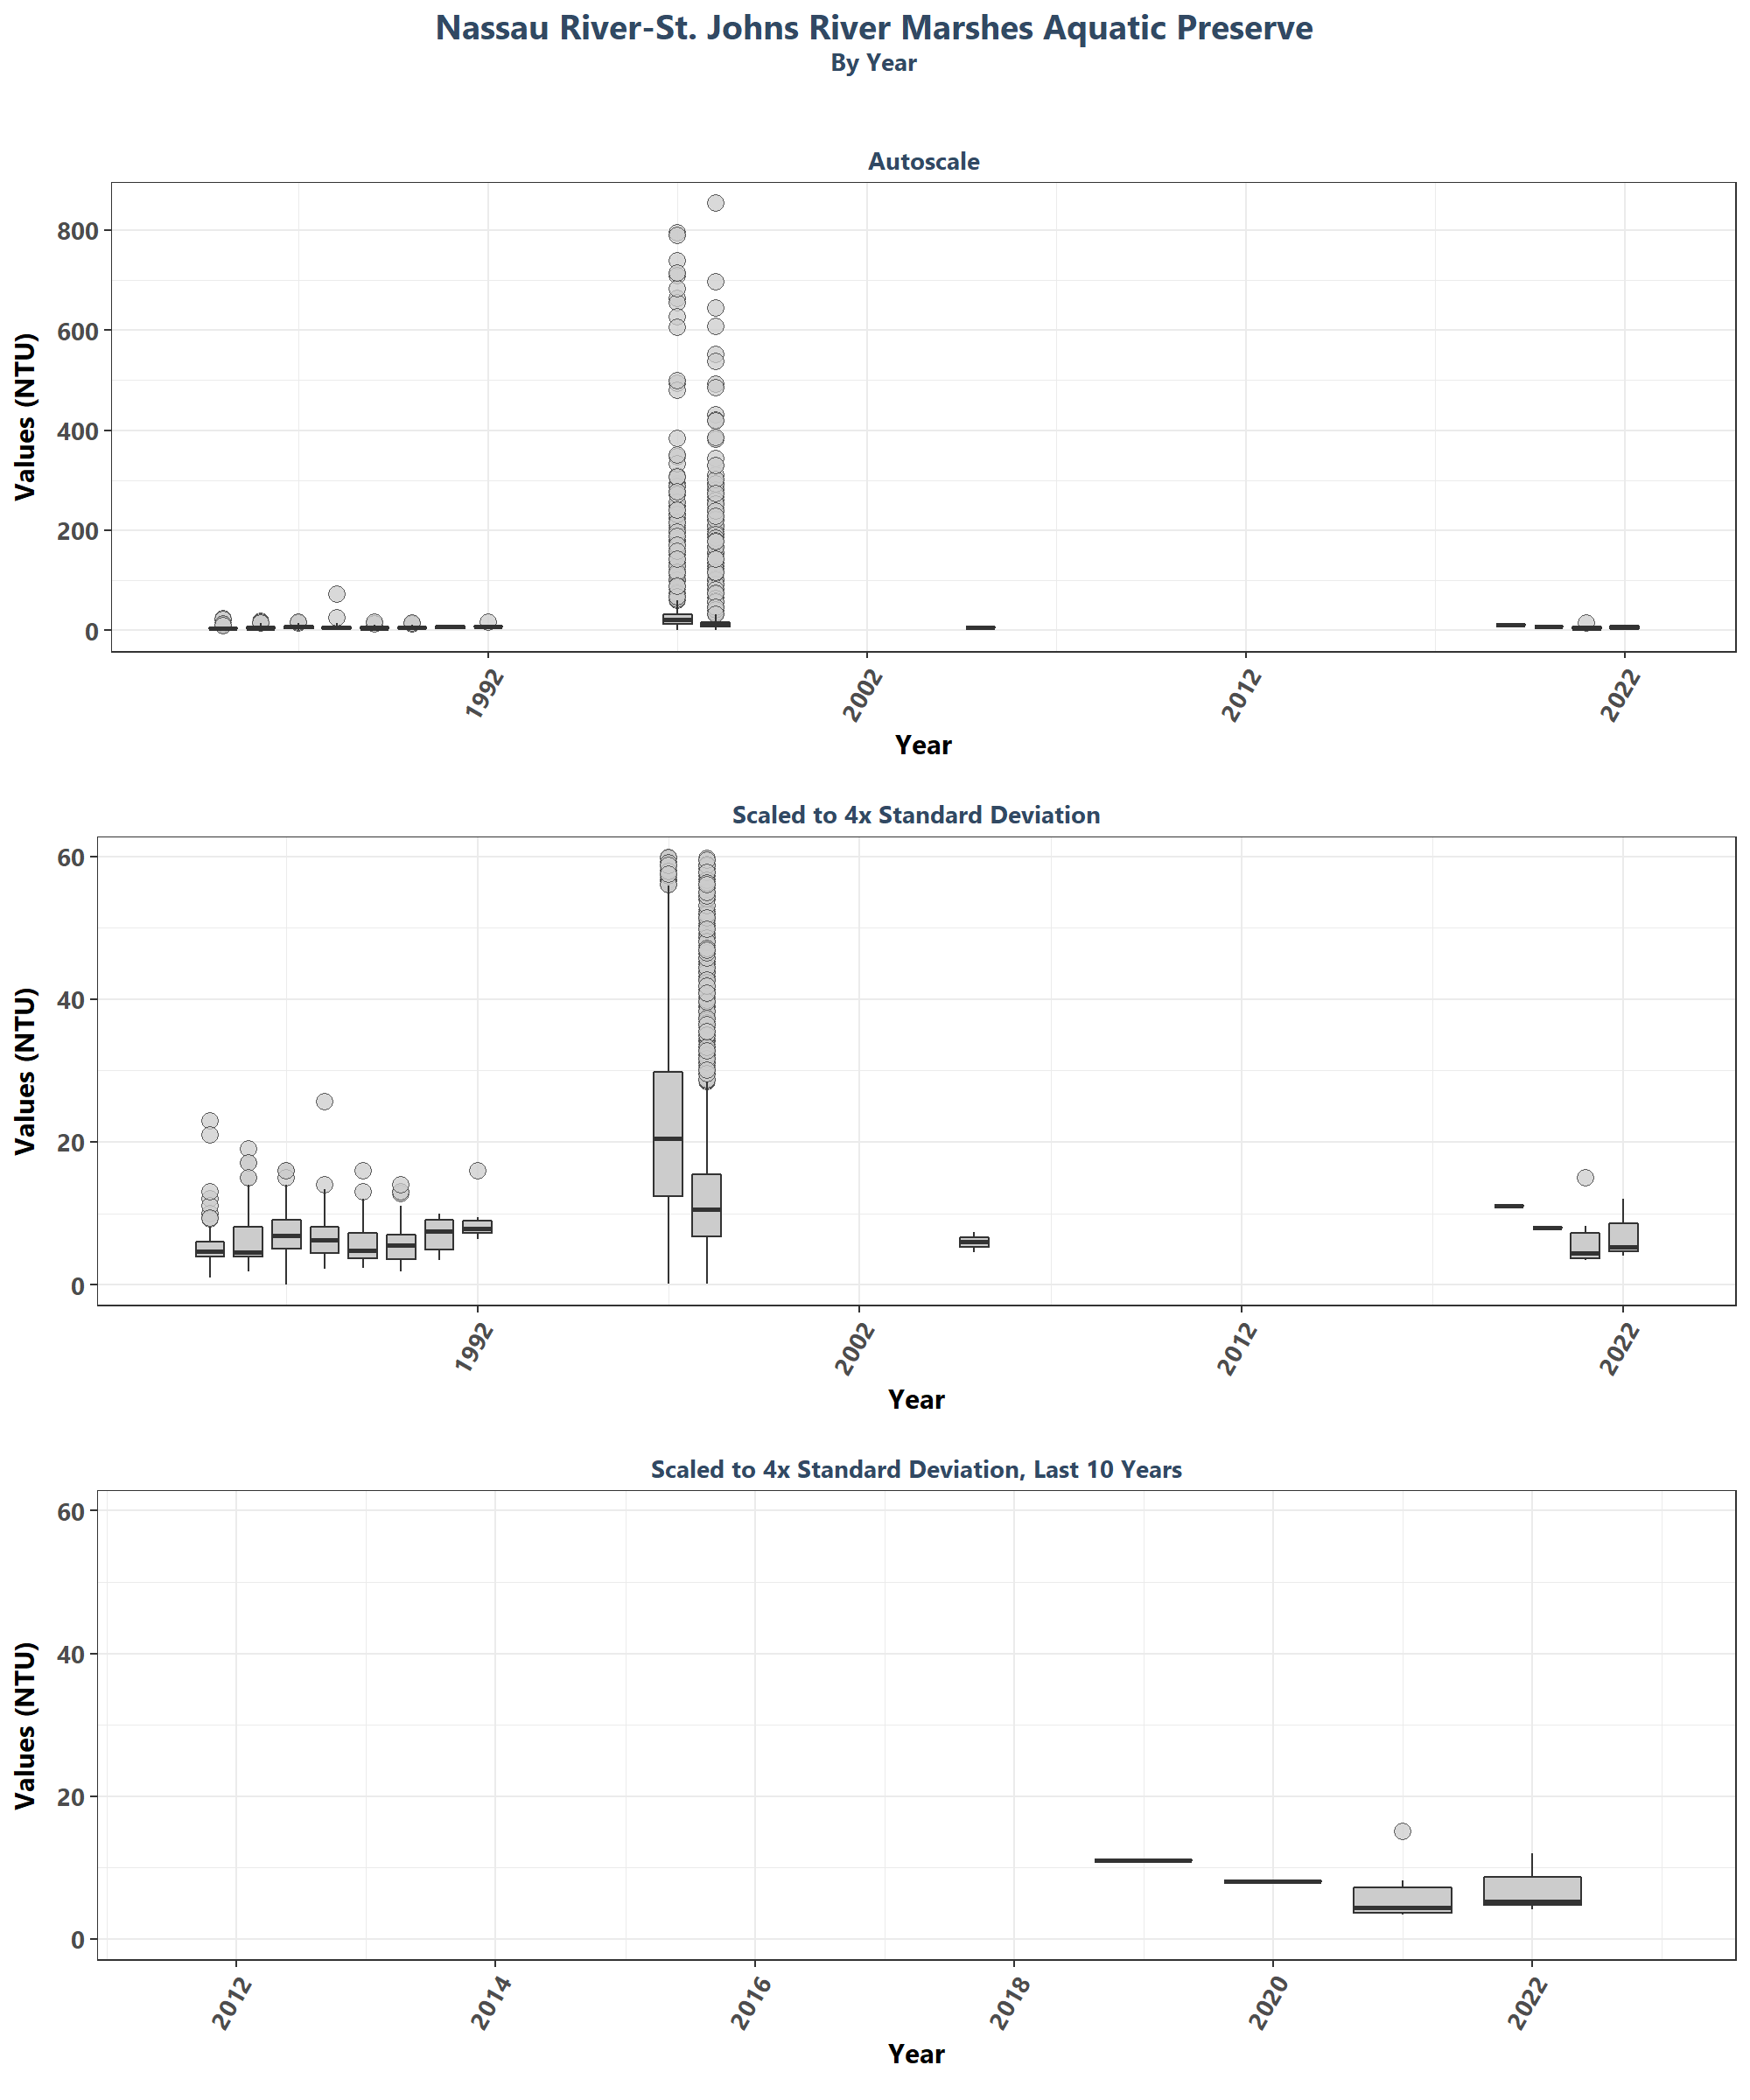 Nassau River-St. Johns River Marshes Aquatic Preserve
By Year
Autoscale
Values (NTU)
800
600
400
200
0
1992
2002
2012
2022
Year
Scaled to 4x Standard Deviation
Values (NTU)
60
40
20
0
1992
2002
2012
2022
Year
Scaled to 4x Standard Deviation, Last 10 Years
Values (NTU)
60
40
20
0
2012
2014
2016
2018
2020
2022
Year